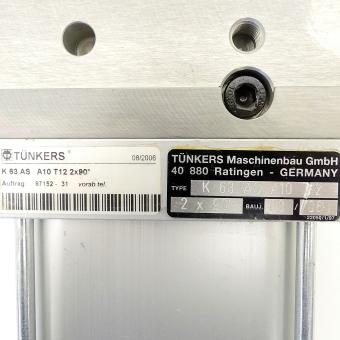 TÜNKERS® 08/2006
K 63 AS A10 T12 2x90°
Auftrag 97152 - 31 vorab tel.
TÜNKERS Maschinenbau GmbH
40 880 Ratingen - GERMANY
TYPE K 63 A10
2 x BAUJ.